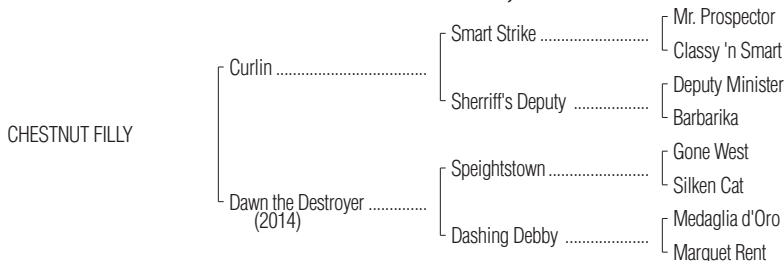 Mr. Prospector
Smart Strike ........................
Classy 'n Smart
Curlin ...................................
Deputy Minister
Sherriff's Deputy .................
Barbarika
CHESTNUT FILLY
Gone West
Speightstown ......................
Silken Cat
Dawn the Destroyer .............
(2014)
Medaglia d'Oro
Dashing Debby ...................
Marquet Rent